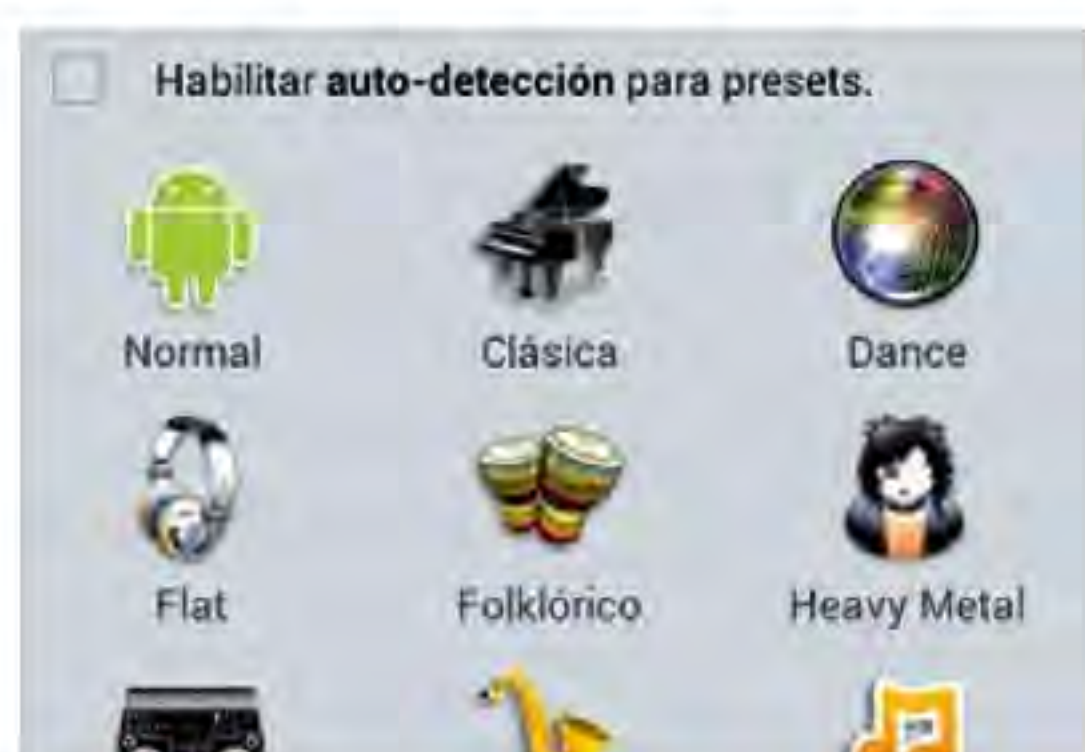 Habilitar auto-detección para presets.
Normal
Clásica
Dance
Flat
Folklórico
Heavy Metal